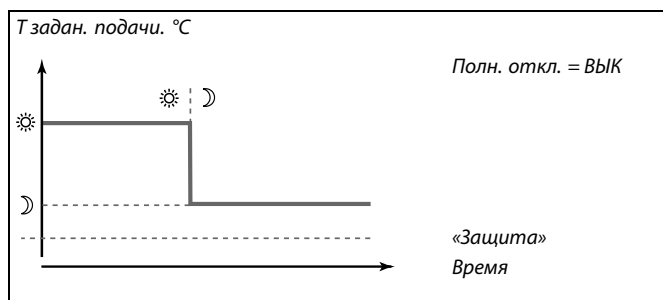 Т задан. подачи. °C
Полн. откл. = ВЫК
«Защита»
Время